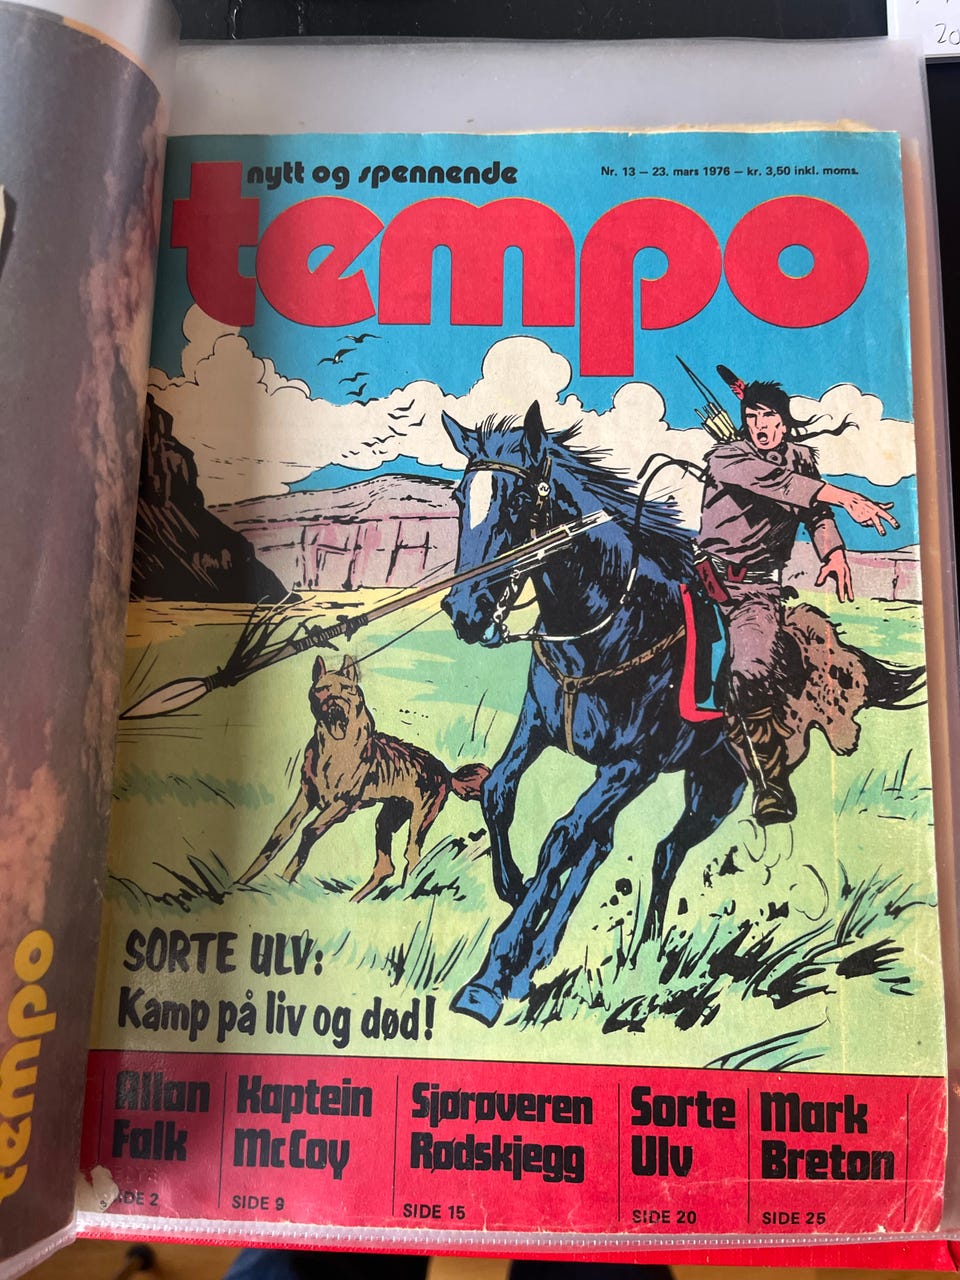 20
nytt og spennende
Nr. 13 – 23. mars 1976 – kr. 3,50 inkl. moms.
tempo
SORTE ULV:
Kamp på liv og død!
Allan
Falk
SIDE 2
Kaptein
McCoy
SIDE 9
Sjørøveren
Rødskjegg
SIDE 15
Sorte
Ulv
SIDE 20
Mark
Breton
SIDE 25
tempo